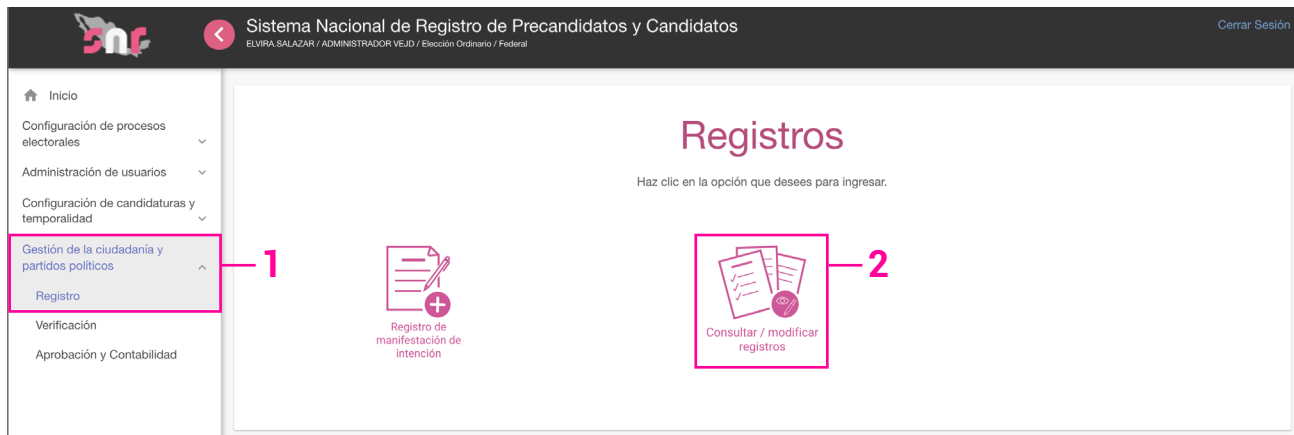 snr
Sistema Nacional de Registro de Precandidatos y Candidatos
ELVIRA.SALAZAR / ADMINISTRADOR VEJD / Elección Ordinario / Federal
Cerrar Sesión
Inicio
Configuración de procesos
electorales
Administración de usuarios
Configuración de candidaturas y
temporalidad
Gestión de la ciudadanía y
partidos políticos
Registro
Verificación
Aprobación y Contabilidad
1
Registros
Haz clic en la opción que desees para ingresar.
Registro de
manifestación de
intención
Consultar / modificar
registros
2